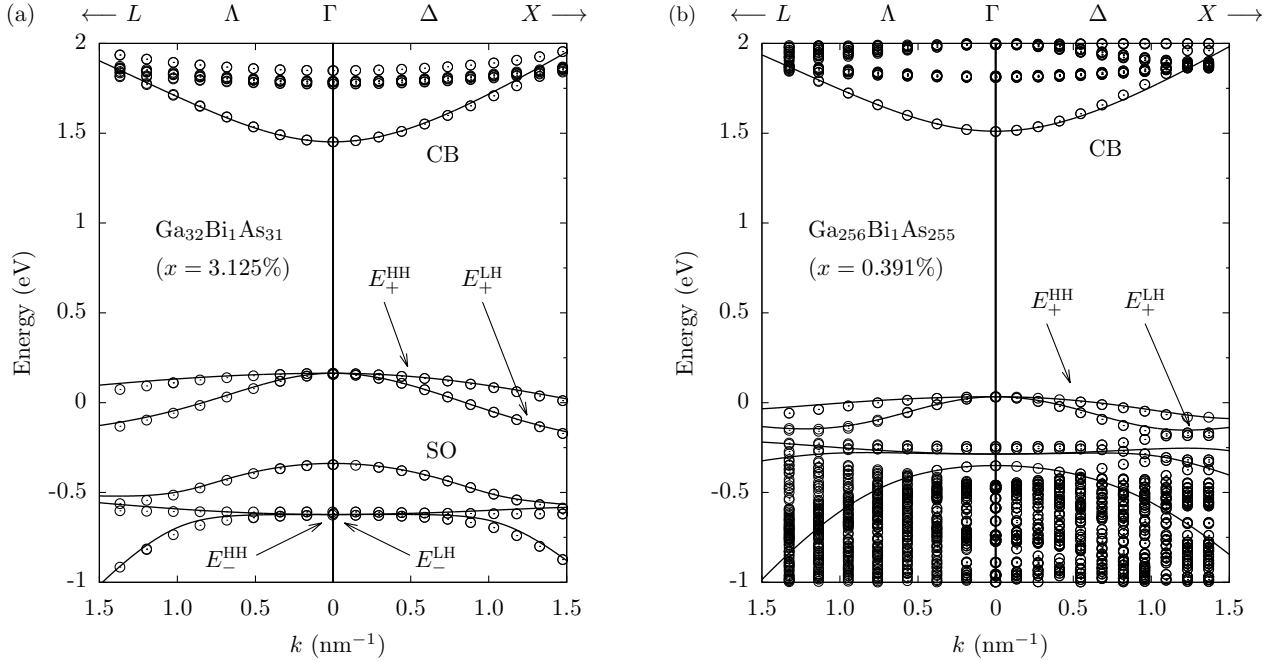 (a) ⟵ L Λ Γ Δ X ⟶
2
1.5
1
0.5
0
-0.5
-1
Energy (eV)
CB
Ga₃₂Bi₁As₃₁
(x = 3.125%)
E₊ᴴᴴ
E₊ᴸᴴ
SO
E₋ᴴᴴ
E₋ᴸᴴ
1.5 1.0 0.5 0 0.5 1.0 1.5
k (nm⁻¹)
(b) ⟵ L Λ Γ Δ X ⟶
2
1.5
1
0.5
0
-0.5
-1
Energy (eV)
CB
Ga₂₅₆Bi₁As₂₅₅
(x = 0.391%)
E₊ᴴᴴ
E₊ᴸᴴ
1.5 1.0 0.5 0 0.5 1.0 1.5
k (nm⁻¹)